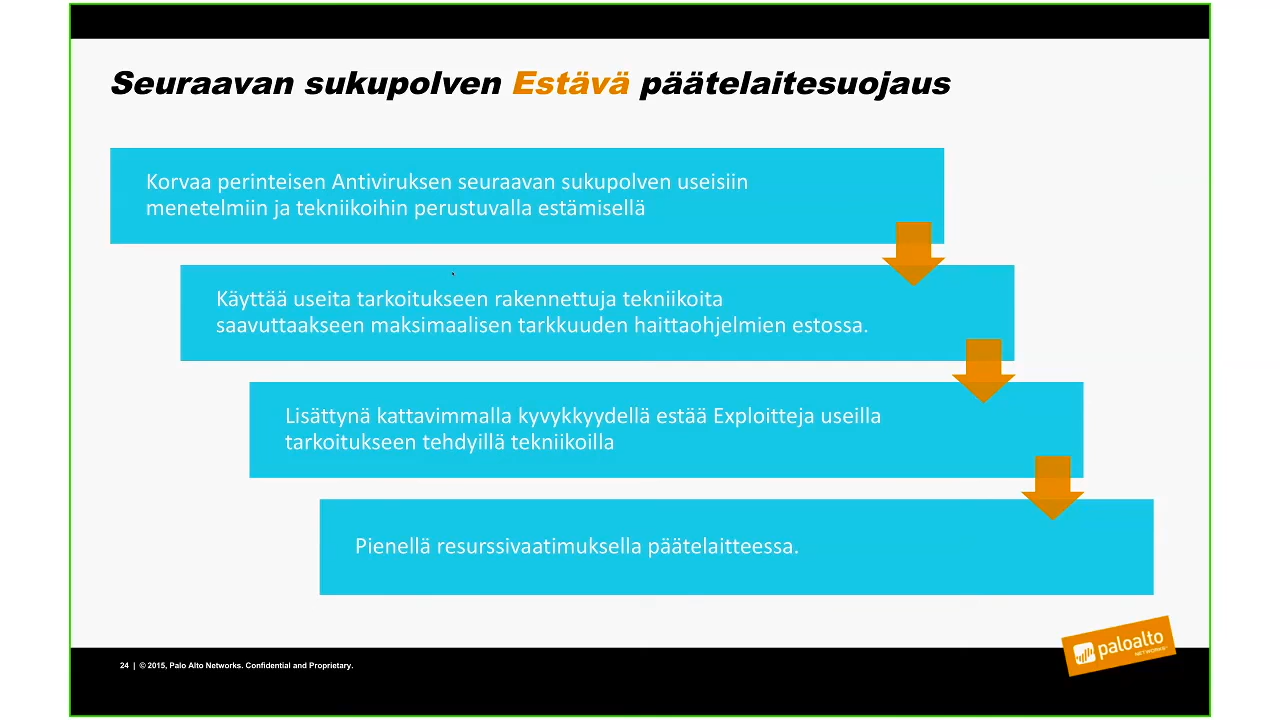 Seuraavan sukupolven Estävä päätelaitesuojaus
Korvaa perinteisen Antiviruksen seuraavan sukupolven useisiin
menetelmiin ja tekniikoihin perustuvalla estämisellä
Käyttää useita tarkoitukseen rakennettuja tekniikoita
saavuttaakseen maksimaalisen tarkkuuden haittaohjelmien estossa.
Lisättynä kattavimmalla kyvykkyydellä estää Exploitteja useilla
tarkoitukseen tehdyillä tekniikoilla
Pienellä resurssivaatimuksella päätelaitteessa.
paloalto
NETWORKS
24 | © 2015, Palo Alto Networks. Confidential and Proprietary.